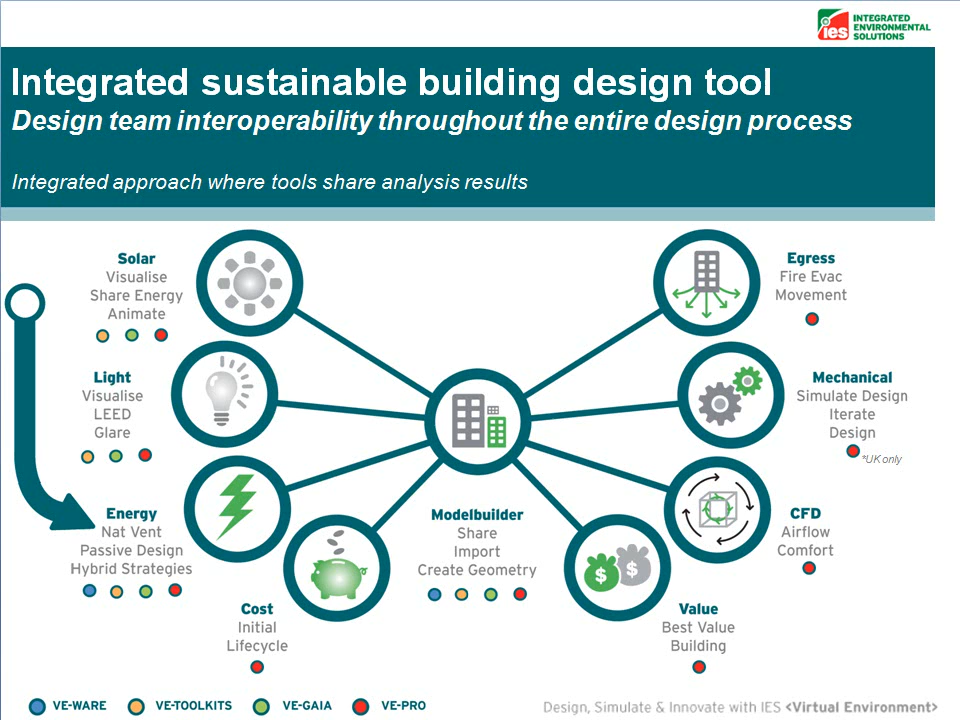 ies INTEGRATED
ENVIRONMENTAL
SOLUTIONS
Integrated sustainable building design tool
Design team interoperability throughout the entire design process
Integrated approach where tools share analysis results
Solar
Visualise
Share Energy
Animate
Egress
Fire Evac
Movement
Light
Visualise
LEED
Glare
Mechanical
Simulate Design
Iterate
Design
*UK only
Energy
Nat Vent
Passive Design
Hybrid Strategies
Modelbuilder
Share
Import
Create Geometry
CFD
Airflow
Comfort
$ $
Cost
Initial
Lifecycle
Value
Best Value
Building
VE-WARE VE-TOOLKITS VE-GAIA VE-PRO
Design, Simulate & Innovate with IES <Virtual Environment>